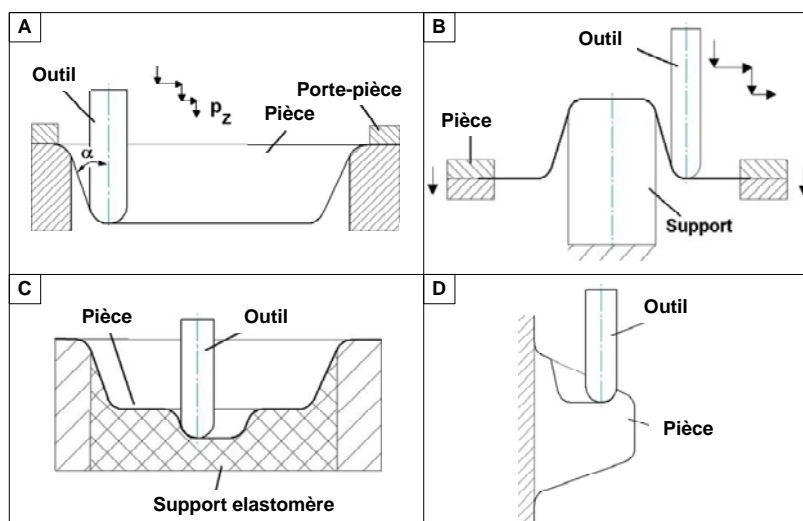 A
Outil
p z
Porte-pièce
Pièce
α
B
Outil
Pièce
Support
C
Pièce
Outil
Support elastomère
D
Outil
Pièce